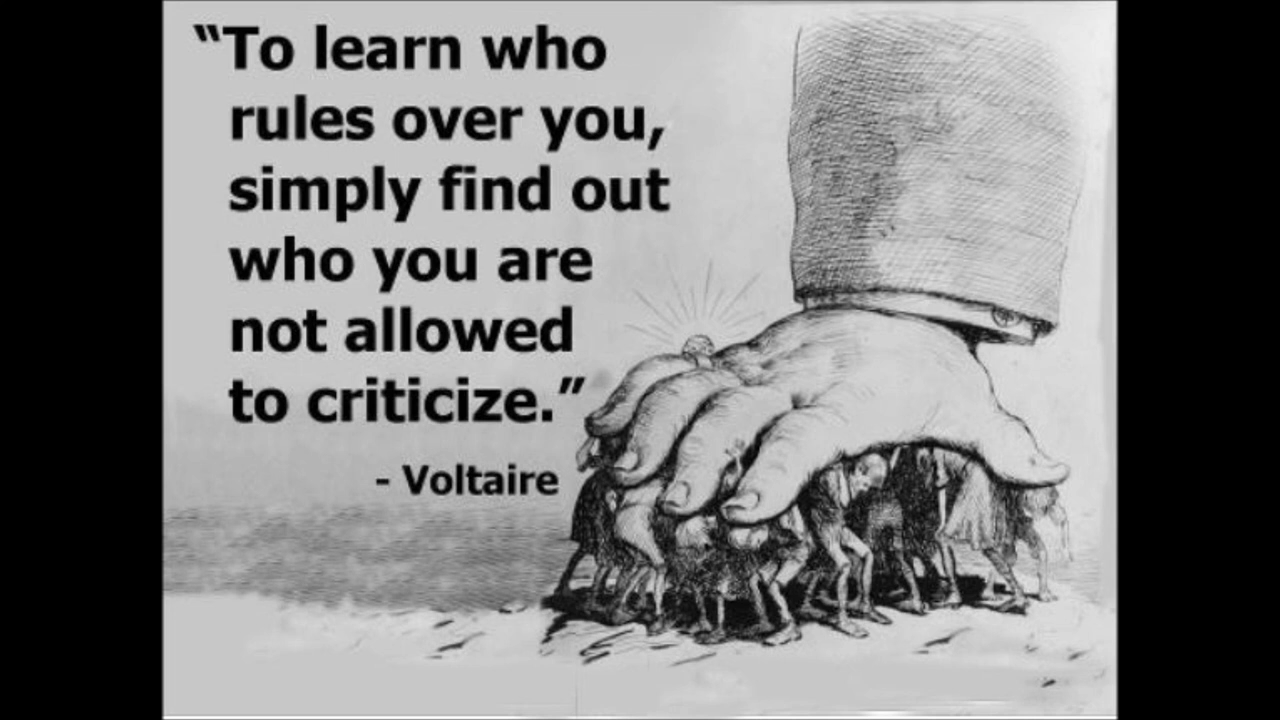 “To learn who
rules over you,
simply find out
who you are
not allowed
to criticize.”
- Voltaire